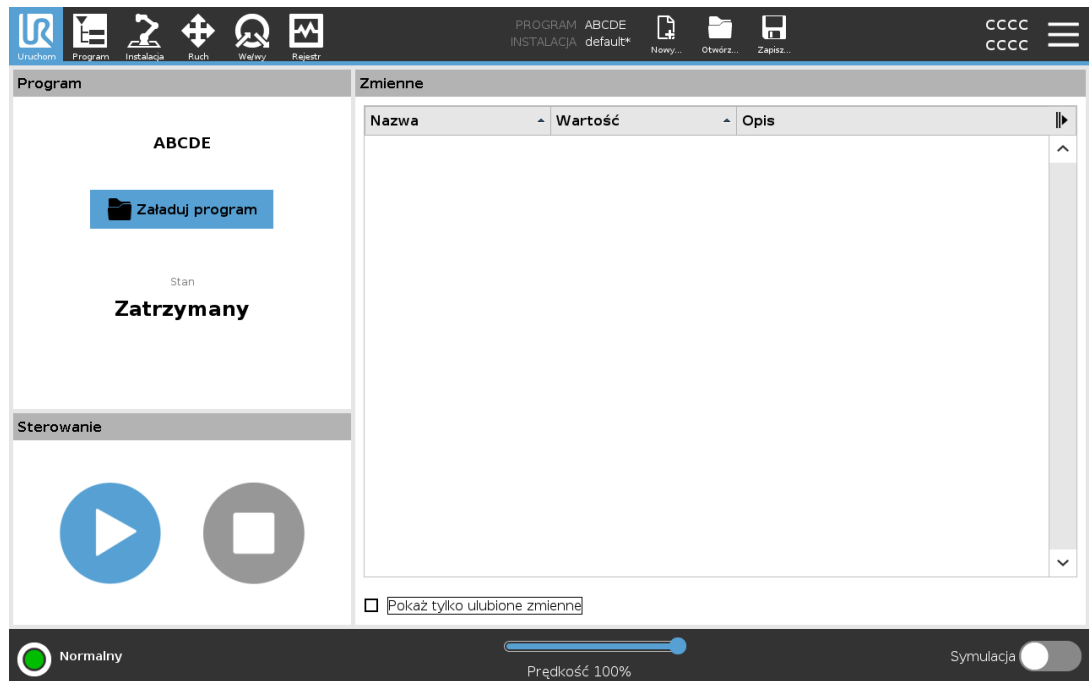 UR
Uruchom
Program
Instalacja
Ruch
We/wy
Rejestr
PROGRAM ABCDE
INSTALACJA default*
Nowy...
Otwórz...
Zapisz...
CCCC
CCCC
Program
ABCDE
Załaduj program
Stan
Zatrzymany
Sterowanie
Zmienne
Nazwa Wartość Opis
Pokaż tylko ulubione zmienne
Normalny
Prędkość 100%
Symulacja